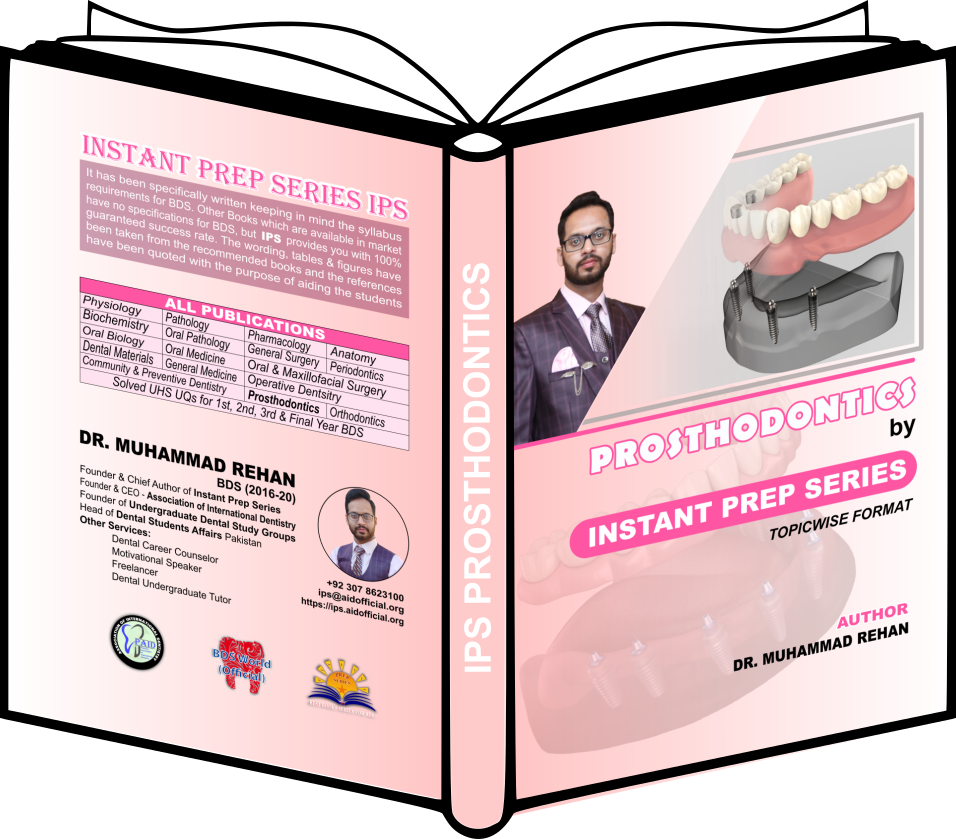 INSTANT PREP SERIES IPS
It has been specifically written keeping in mind the syllabus
requirements for BDS. Other Books which are available in market
have no specifications for BDS, but IPS provides you with 100%
guaranteed success rate. The wording, tables & figures have
been taken from the recommended books and the references
have been quoted with the purpose of aiding the students
ALL PUBLICATIONS
Physiology Pathology Pharmacology Anatomy
Biochemistry Oral Pathology General Surgery Periodontics
Oral Biology Oral Medicine Oral & Maxillofacial Surgery
Dental Materials General Medicine Operative Dentsitry
Community & Preventive Dentistry Prosthodontics Orthodontics
Solved UHS UQs for 1st, 2nd, 3rd & Final Year BDS
DR. MUHAMMAD REHAN
BDS (2016-20)
Founder & Chief Author of Instant Prep Series
Founder & CEO - Association of International Dentistry
Founder of Undergraduate Dental Study Groups
Head of Dental Students Affairs Pakistan
Other Services:
Dental Career Counselor
Motivational Speaker
Freelancer
Dental Undergraduate Tutor
+92 307 8623100
ips@aidofficial.org
https://ips.aidofficial.org
ASSOCIATION OF INTERNATIONAL DENTISTRY
AID
BDS World
(Official)
IPS PROSTHODONTICS
PROSTHODONTICS
by
INSTANT PREP SERIES
TOPICWISE FORMAT
AUTHOR
DR. MUHAMMAD REHAN